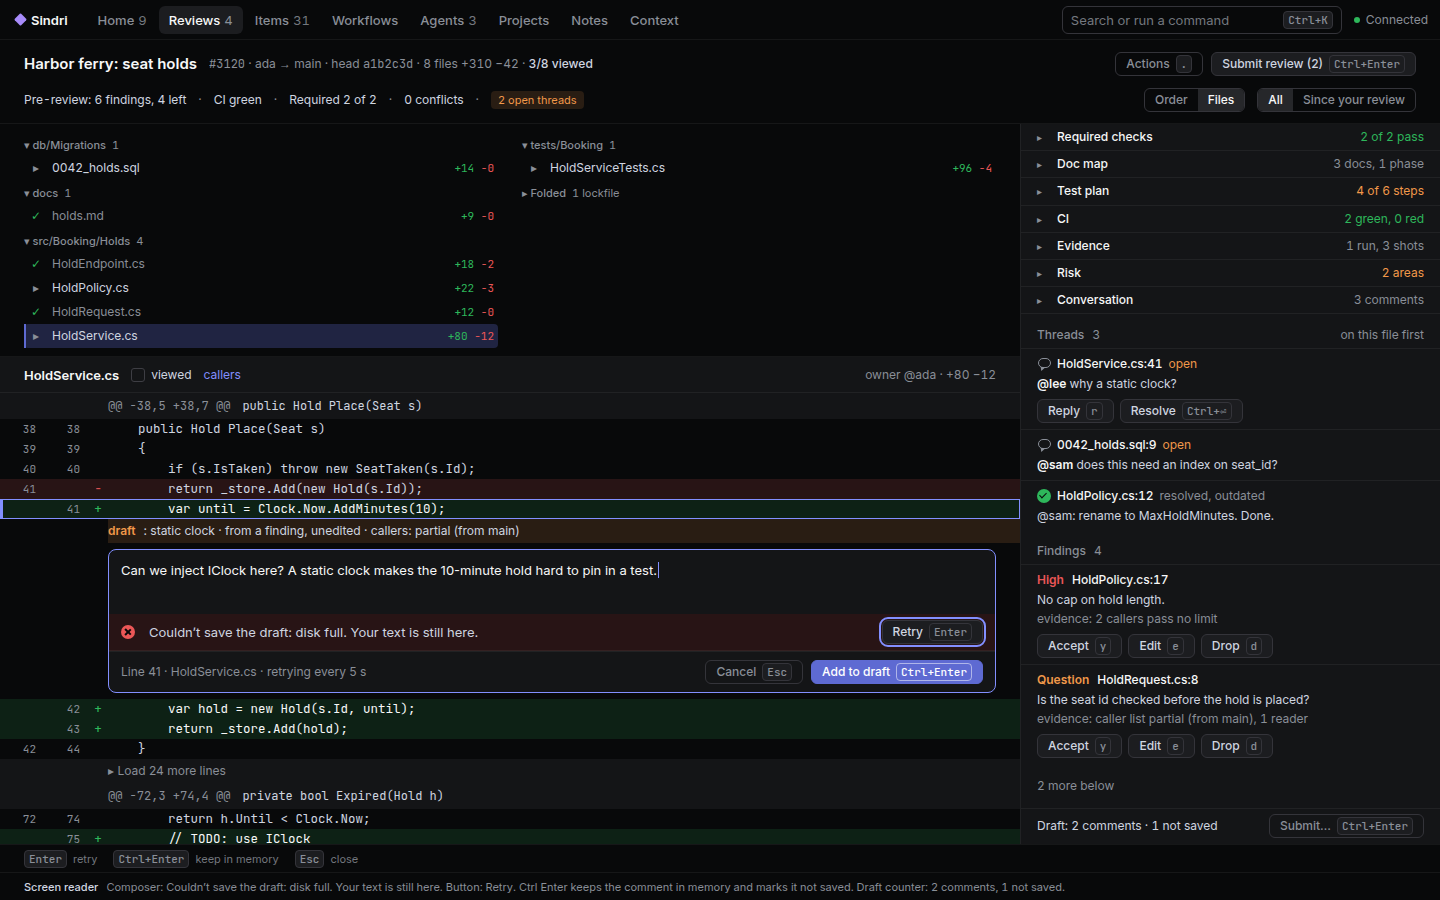 Sindri Home 9 Reviews 4 Items 31 Workflows Agents 3 Projects Notes Context Search or run a command Ctrl+K Connected
Harbor ferry: seat holds #3120 · ada → main · head a1b2c3d · 8 files +310 −42 · 3/8 viewed Actions . Submit review (2) Ctrl+Enter
Pre-review: 6 findings, 4 left · CI green · Required 2 of 2 · 0 conflicts · 2 open threads Order Files All Since your review
▾ db/Migrations 1
▸ 0042_holds.sql +14 -0
▾ docs 1
✓ holds.md +9 -0
▾ src/Booking/Holds 4
✓ HoldEndpoint.cs +18 -2
▸ HoldPolicy.cs +22 -3
✓ HoldRequest.cs +12 -0
▸ HoldService.cs +80 -12
▾ tests/Booking 1
▸ HoldServiceTests.cs +96 -4
▸ Folded 1 lockfile
HoldService.cs viewed callers owner @ada · +80 −12
@@ -38,5 +38,7 @@ public Hold Place(Seat s)
38 38 public Hold Place(Seat s)
39 39 {
40 40 if (s.IsTaken) throw new SeatTaken(s.Id);
41 - return _store.Add(new Hold(s.Id));
41 + var until = Clock.Now.AddMinutes(10);
draft : static clock · from a finding, unedited · callers: partial (from main)
Can we inject IClock here? A static clock makes the 10-minute hold hard to pin in a test.
Couldn’t save the draft: disk full. Your text is still here. Retry Enter
Line 41 · HoldService.cs · retrying every 5 s Cancel Esc Add to draft Ctrl+Enter
42 + var hold = new Hold(s.Id, until);
43 + return _store.Add(hold);
42 44 }
▸ Load 24 more lines
@@ -72,3 +74,4 @@ private bool Expired(Hold h)
72 74 return h.Until < Clock.Now;
75 + // TODO: use IClock
▸ Required checks 2 of 2 pass
▸ Doc map 3 docs, 1 phase
▸ Test plan 4 of 6 steps
▸ CI 2 green, 0 red
▸ Evidence 1 run, 3 shots
▸ Risk 2 areas
▸ Conversation 3 comments
Threads 3 on this file first
HoldService.cs:41 open
@lee why a static clock?
Reply r Resolve Ctrl+⏎
0042_holds.sql:9 open
@sam does this need an index on seat_id?
HoldPolicy.cs:12 resolved, outdated
@sam: rename to MaxHoldMinutes. Done.
Findings 4
High HoldPolicy.cs:17
No cap on hold length.
evidence: 2 callers pass no limit
Accept y Edit e Drop d
Question HoldRequest.cs:8
Is the seat id checked before the hold is placed?
evidence: caller list partial (from main), 1 reader
Accept y Edit e Drop d
2 more below
Draft: 2 comments · 1 not saved Submit... Ctrl+Enter
Enter retry Ctrl+Enter keep in memory Esc close
Screen reader Composer: Couldn’t save the draft: disk full. Your text is still here. Button: Retry. Ctrl Enter keeps the comment in memory and marks it not saved. Draft counter: 2 comments, 1 not saved.